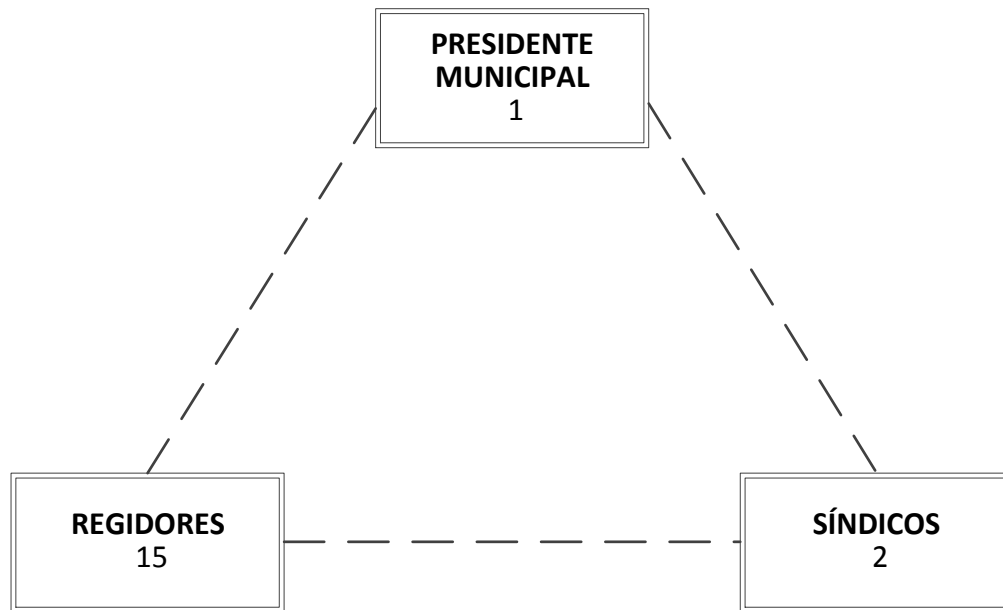 PRESIDENTE
MUNICIPAL
1
REGIDORES
15
SÍNDICOS
2